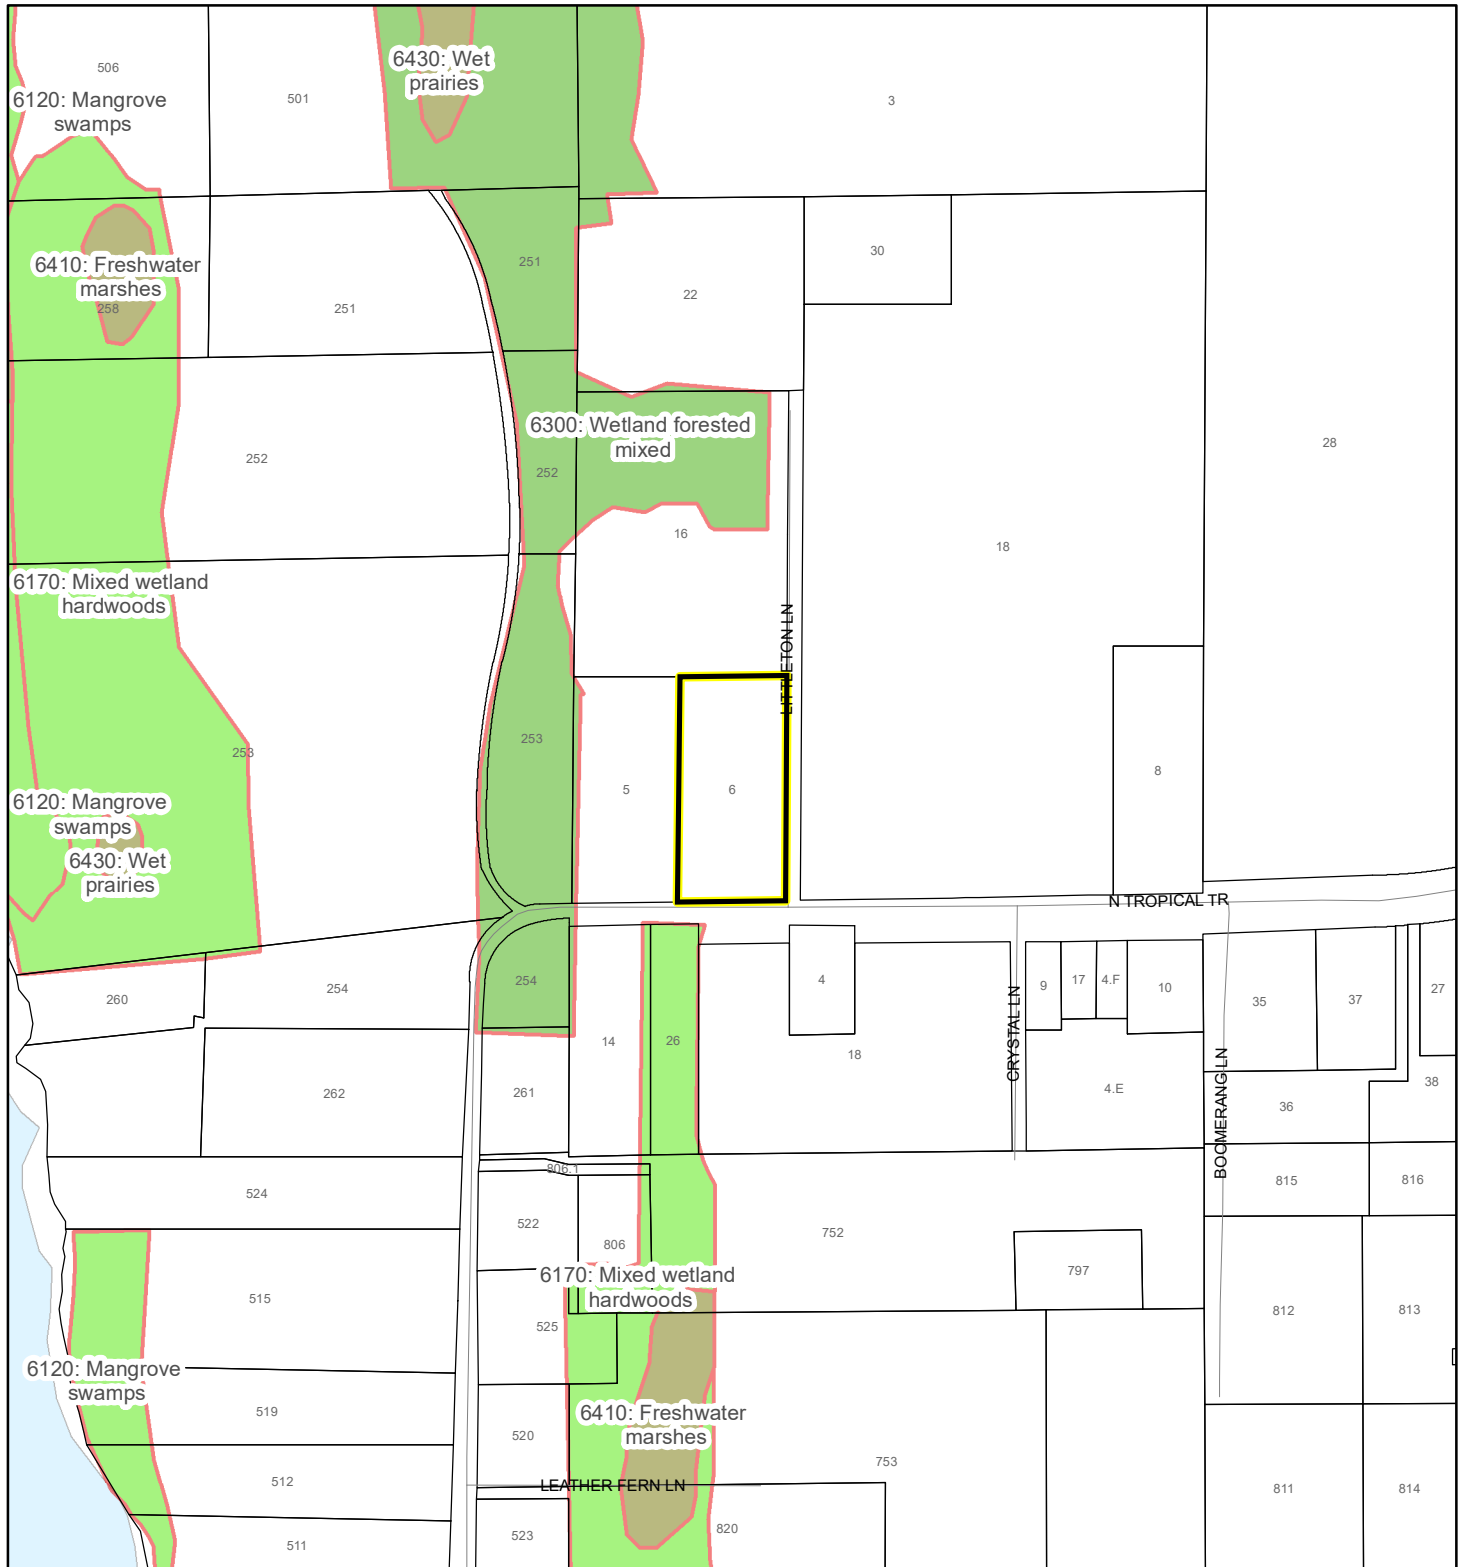 6430: Wet
prairies
506
501
3
6120: Mangrove
swamps
30
251
6410: Freshwater
marshes
22
258
251
6300: Wetland forested
mixed
28
252
252
16
18
6170: Mixed wetland
hardwoods
LITTLETON LN
253
253
8
5
6
6120: Mangrove
swamps
6430: Wet
prairies
N TROPICAL TR
254
254
260
4
9
17
4.F
10
35
37
27
CRYSTAL LN
14
26
18
262
261
4.E
BOOMERANG LN
36
38
806.1
524
522
806
752
815
816
6170: Mixed wetland
hardwoods
797
515
525
812
813
6120: Mangrove
swamps
519
6410: Freshwater
marshes
520
753
512
LEATHER FERN LN
811
814
511
523
820